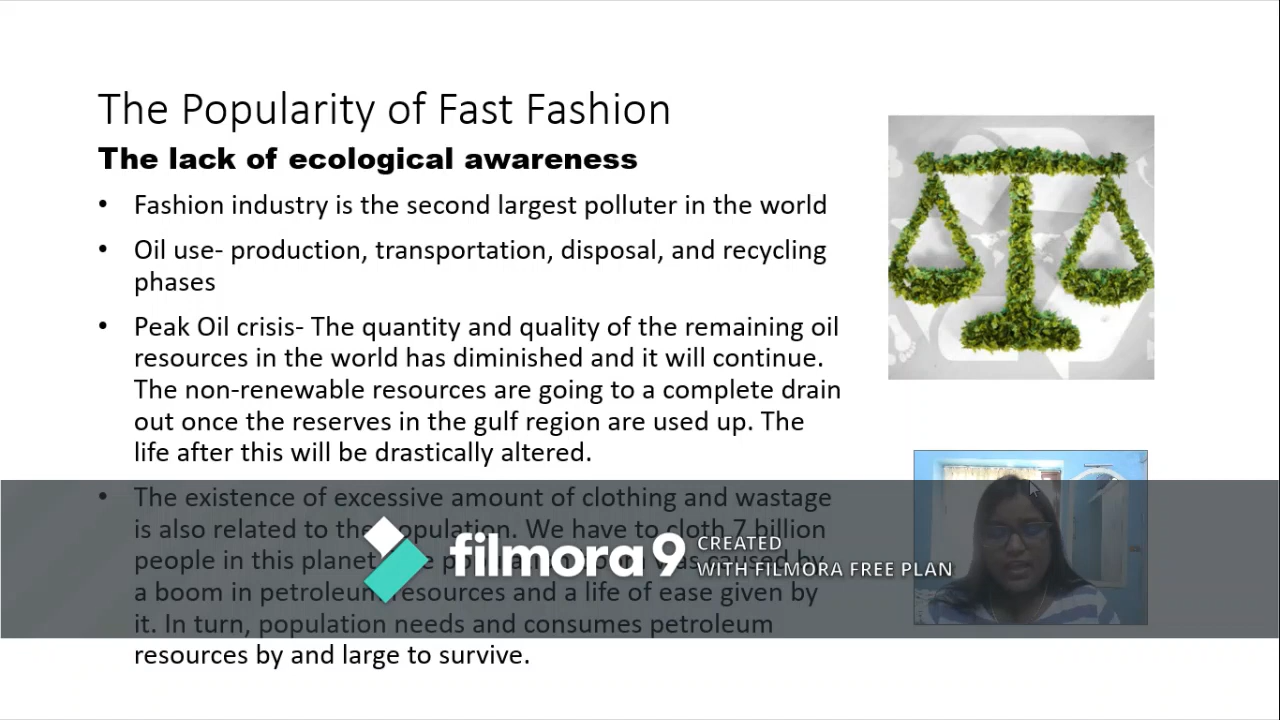 The Popularity of Fast Fashion
The lack of ecological awareness
• Fashion industry is the second largest polluter in the world
• Oil use- production, transportation, disposal, and recycling
phases
• Peak Oil crisis- The quantity and quality of the remaining oil
resources in the world has diminished and it will continue.
The non-renewable resources are going to a complete drain
out once the reserves in the gulf region are used up. The
life after this will be drastically altered.
• The existence of excessive amount of clothing and wastage
is also related to the population. We have to cloth 7 billion
people in this planet. by
a boom in petroleum resources and a life of ease given by
it. In turn, population needs and consumes petroleum
resources by and large to survive.
filmora9
CREATED
WITH FILMORA FREE PLAN